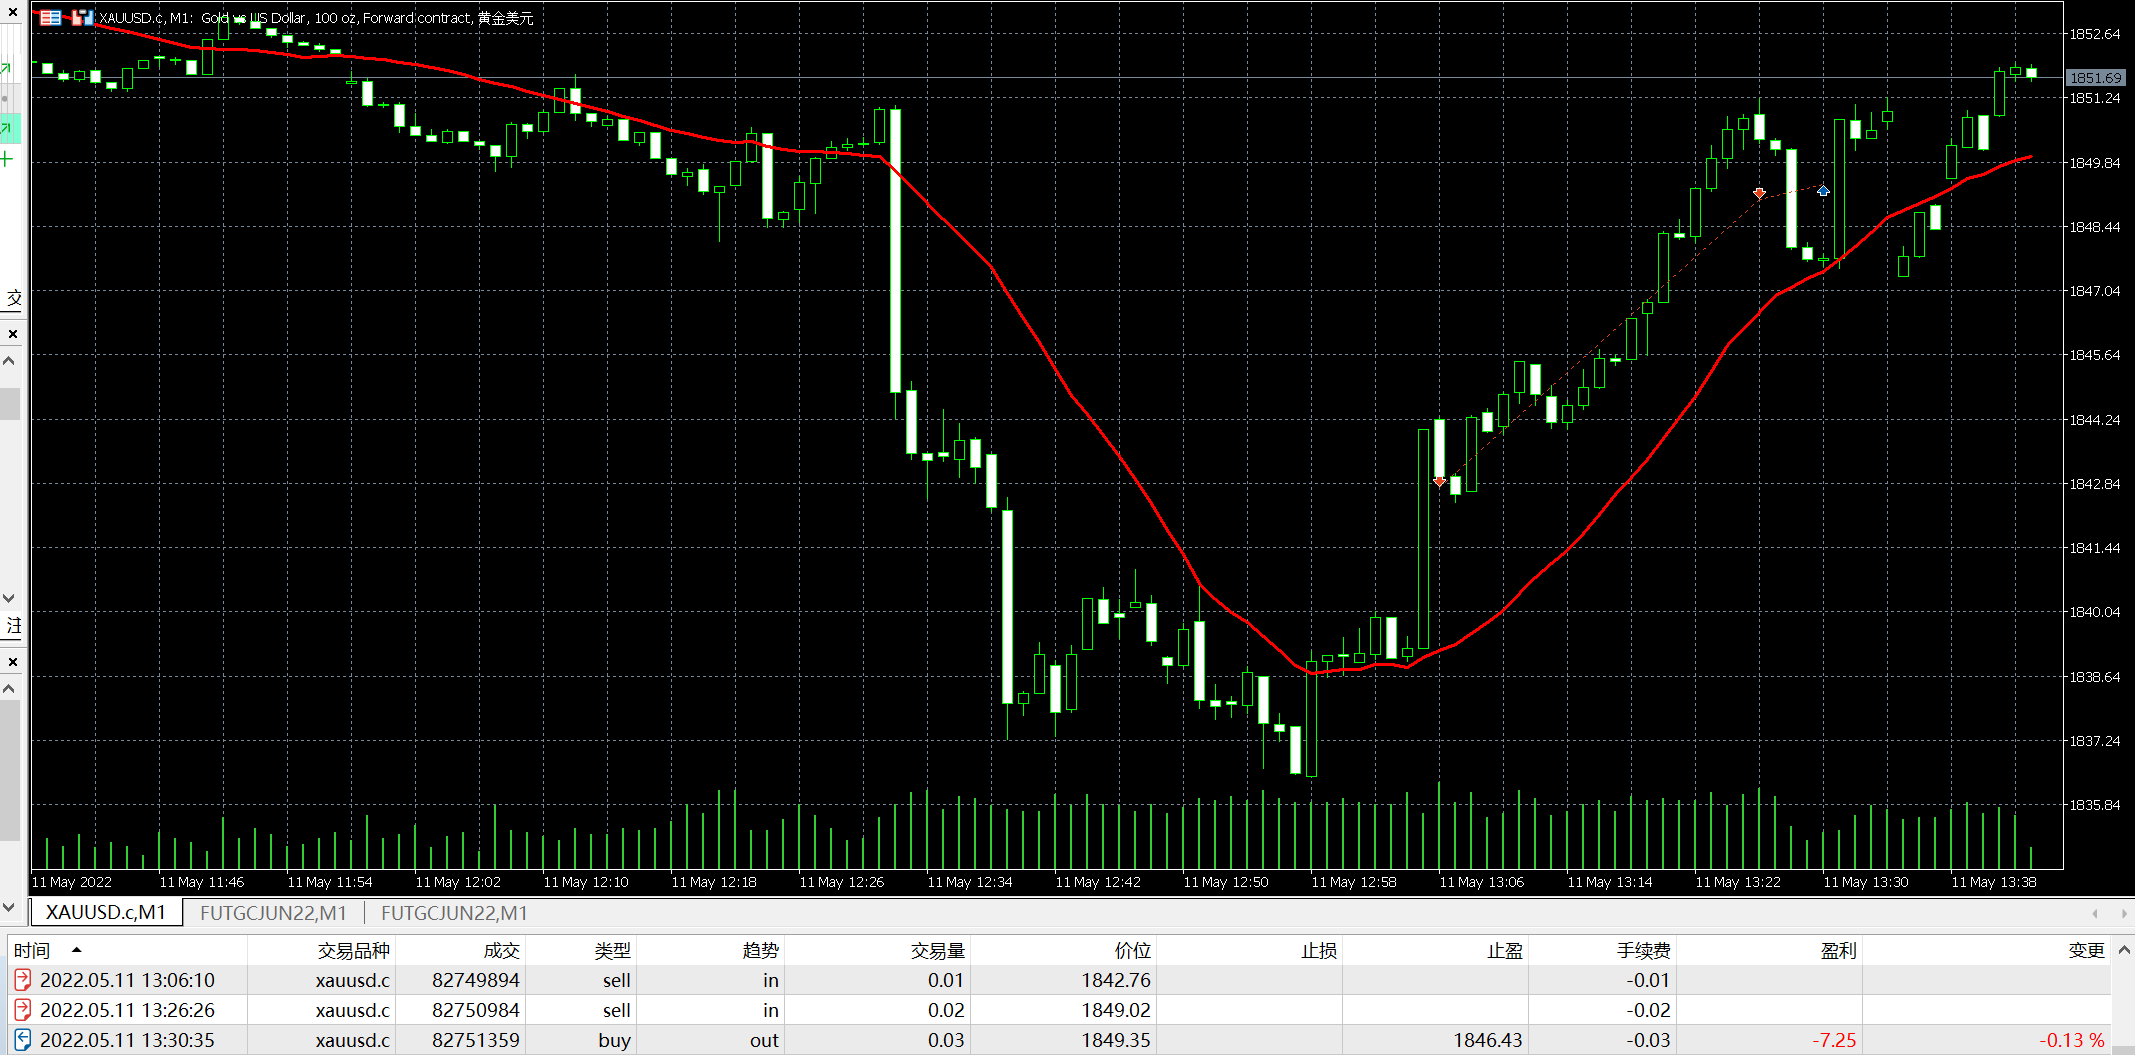 XAUUSD.c, M1: Gold vs US Dollar, 100 oz, Forward contract, 黄金美元
1852.64
1851.69
1851.24
1849.84
1848.44
1847.04
1845.64
1844.24
1842.84
1841.44
1840.04
1838.64
1837.24
1835.84
交
注
11 May 2022 11 May 11:46 11 May 11:54 11 May 12:02 11 May 12:10 11 May 12:18 11 May 12:26 11 May 12:34 11 May 12:42 11 May 12:50 11 May 12:58 11 May 13:06 11 May 13:14 11 May 13:22 11 May 13:30 11 May 13:38
XAUUSD.c,M1 FUTGCJUN22,M1 FUTGCJUN22,M1
时间 交易品种 成交 类型 趋势 交易量 价位 止损 止盈 手续费 盈利 变更
2022.05.11 13:06:10 xauusd.c 82749894 sell in 0.01 1842.76 -0.01
2022.05.11 13:26:26 xauusd.c 82750984 sell in 0.02 1849.02 -0.02
2022.05.11 13:30:35 xauusd.c 82751359 buy out 0.03 1849.35 1846.43 -0.03 -7.25 -0.13 %